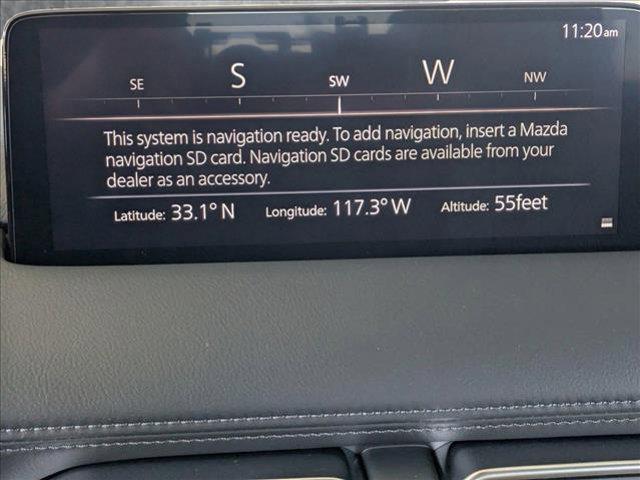 11:20am
SE S SW W NW
This system is navigation ready. To add navigation, insert a Mazda
navigation SD card. Navigation SD cards are available from your
dealer as an accessory.
Latitude: 33.1° N Longitude: 117.3° W Altitude: 55feet